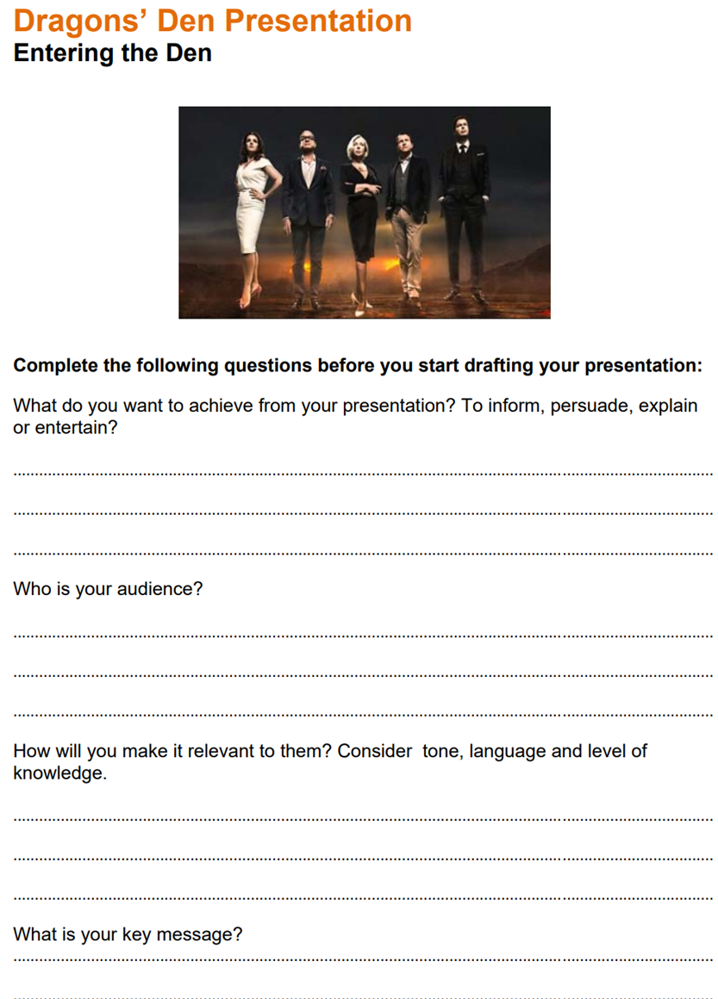 Dragons' Den Presentation
Entering the Den
Complete the following questions before you start drafting your presentation:
What do you want to achieve from your presentation? To inform, persuade, explain
or entertain?
Who is your audience?
How will you make it relevant to them? Consider  tone, language and level of
knowledge.
What is your key message?